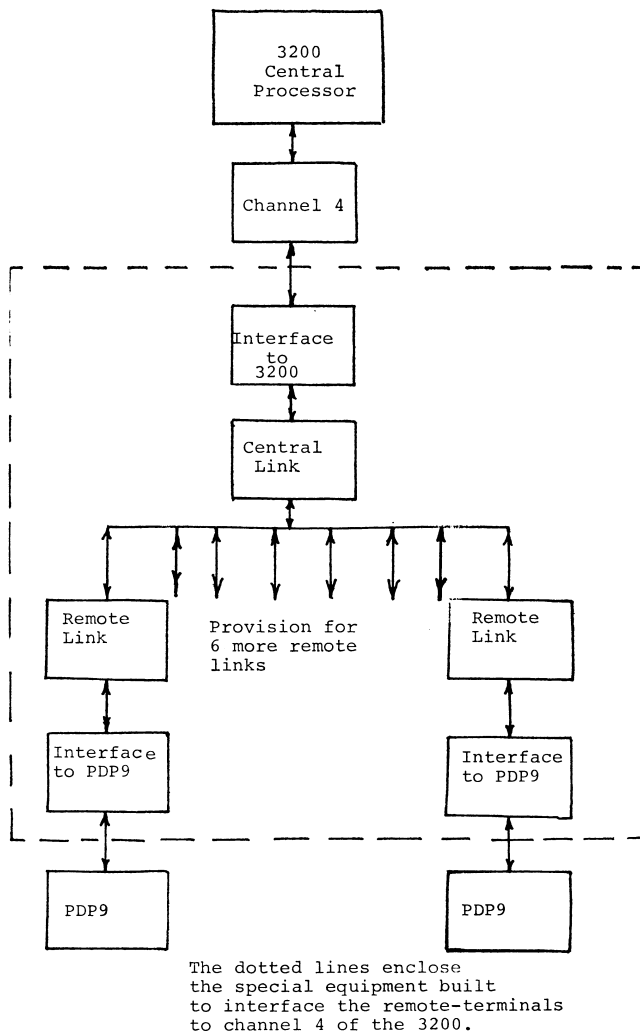 3200
Central
Processor
Channel 4
Interface
to
3200
Central
Link
Remote
Link
Provision for
6 more remote
links
Remote
Link
Interface
to PDP9
Interface
to PDP9
PDP9
PDP9
The dotted lines enclose
the special equipment built
to interface the remote-terminals
to channel 4 of the 3200.